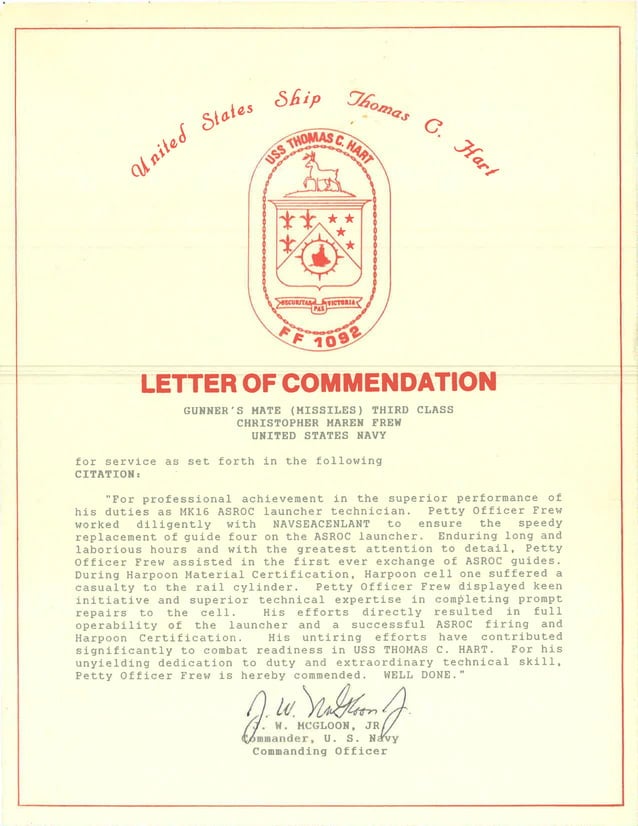 United States Ship Thomas C. Hart
USS THOMAS C. HART
SECURITAS PAX VICTORIA
FF 1092
LETTER OF COMMENDATION
GUNNER'S MATE (MISSILES) THIRD CLASS
CHRISTOPHER MAREN FREW
UNITED STATES NAVY
for service as set forth in the following
CITATION:
"For professional achievement in the superior performance of
his duties as MK16 ASROC launcher technician. Petty Officer Frew
worked diligently with NAVSEACENLANT to ensure the speedy
replacement of guide four on the ASROC launcher. Enduring long and
laborious hours and with the greatest attention to detail, Petty
Officer Frew assisted in the first ever exchange of ASROC guides.
During Harpoon Material Certification, Harpoon cell one suffered a
casualty to the rail cylinder. Petty Officer Frew displayed keen
initiative and superior technical expertise in completing prompt
repairs to the cell. His efforts directly resulted in full
operability of the launcher and a successful ASROC firing and
Harpoon Certification. His untiring efforts have contributed
significantly to combat readiness in USS THOMAS C. HART. For his
unyielding dedication to duty and extraordinary technical skill,
Petty Officer Frew is hereby commended. WELL DONE."
J. W. McGloon Jr.
J. W. MCGLOON, JR
Commander, U. S. Navy
Commanding Officer